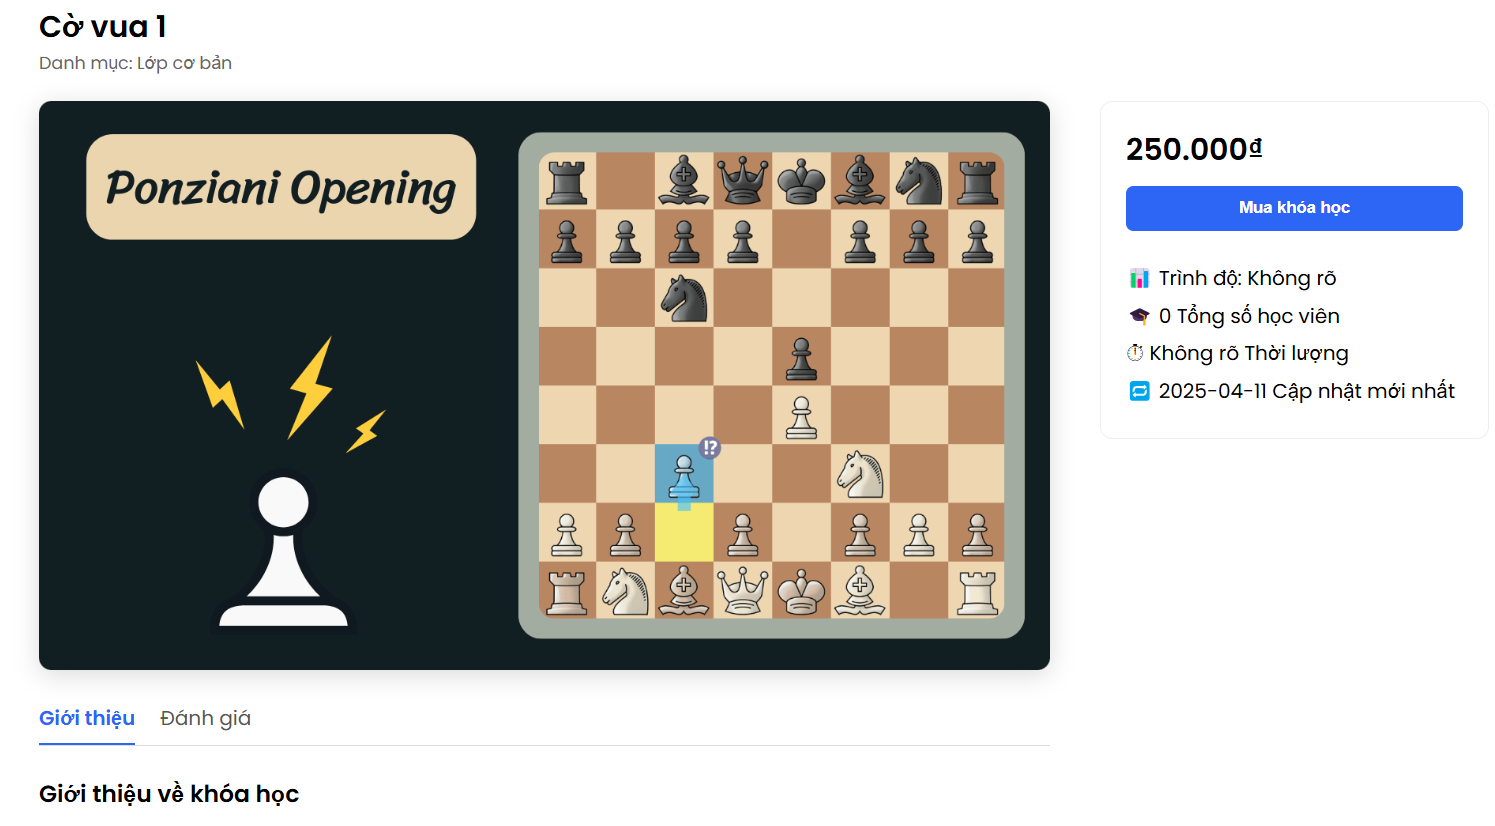 Cờ vua 1
Danh mục: Lớp cơ bản
Ponziani Opening
!?
250.000₫
Mua khóa học
Trình độ: Không rõ
0 Tổng số học viên
Không rõ Thời lượng
2025-04-11 Cập nhật mới nhất
Giới thiệu Đánh giá
Giới thiệu về khóa học